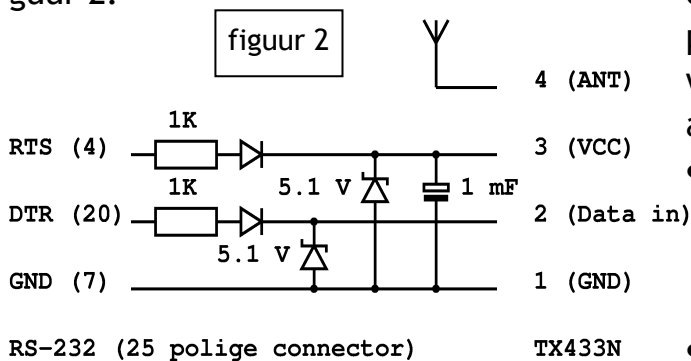 guur 2.
figuur 2
4 (ANT)
1K
RTS (4)
3 (VCC)
1K
5.1 V
1 mF
DTR (20)
2 (Data in)
5.1 V
GND (7)
1 (GND)
RS-232 (25 polige connector)
TX433N